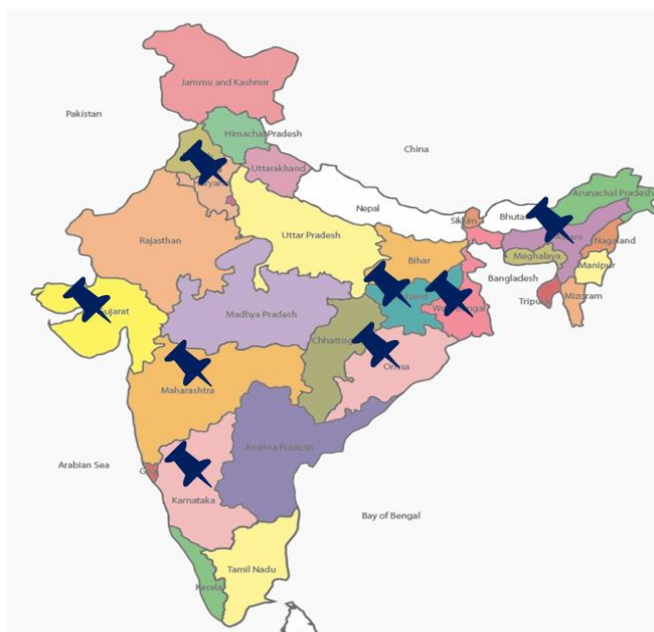 Jammu and Kashmir
Pakistan
Himachal Pradesh
China
Uttarakhand
Nepal
Bhutan
Arunachal Pradesh
Rajasthan
Uttar Pradesh
Nagaland
Bihar
Meghalaya
Manipur
Bangladesh
Gujarat
Tripura
Mizoram
Madhya Pradesh
Orissa
Maharashtra
Andhra Pradesh
Arabian Sea
Karnataka
Bay of Bengal
Tamil Nadu
Kerala